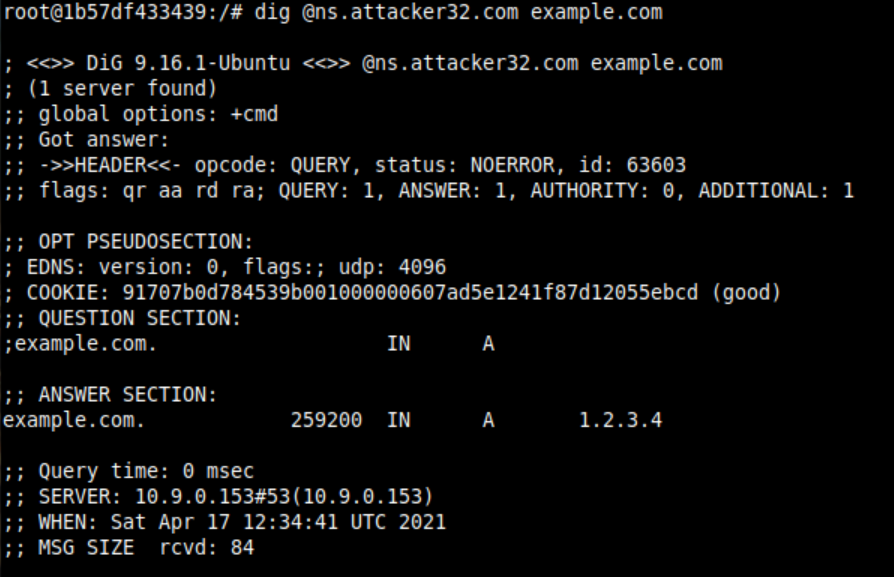 root@1b57df433439:/# dig @ns.attacker32.com example.com
; <<>> DiG 9.16.1-Ubuntu <<>> @ns.attacker32.com example.com
; (1 server found)
;; global options: +cmd
;; Got answer:
;; ->>HEADER<<- opcode: QUERY, status: NOERROR, id: 63603
;; flags: qr aa rd ra; QUERY: 1, ANSWER: 1, AUTHORITY: 0, ADDITIONAL: 1
;; OPT PSEUDOSECTION:
; EDNS: version: 0, flags:; udp: 4096
; COOKIE: 91707b0d784539b001000000607ad5e1241f87d12055ebcd (good)
;; QUESTION SECTION:
;example.com. IN A
;; ANSWER SECTION:
example.com. 259200 IN A 1.2.3.4
;; Query time: 0 msec
;; SERVER: 10.9.0.153#53(10.9.0.153)
;; WHEN: Sat Apr 17 12:34:41 UTC 2021
;; MSG SIZE rcvd: 84